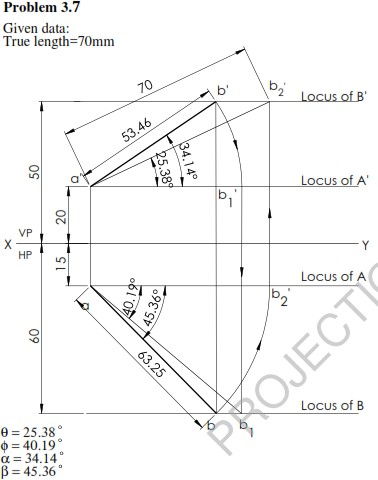 Problem 3.7
Given data:
True length=70mm
70
b'
b2'
Locus of B'
53.46
34.14°
25.38°
50
a'
b1'
Locus of A'
20
X
VP
HP
Y
15
Locus of A
a
40.19°
45.36°
b2'
60
63.25
PROJECTIO
Locus of B
b
b1
θ = 25.38°
ϕ = 40.19°
α = 34.14°
β = 45.36°